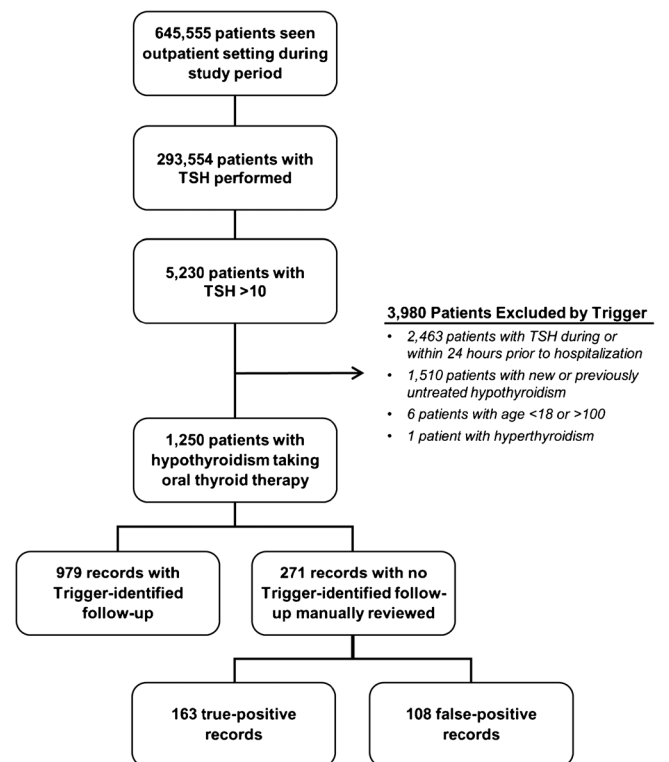 645,555 patients seen
outpatient setting during
study period
293,554 patients with
TSH performed
5,230 patients with
TSH >10
3,980 Patients Excluded by Trigger
• 2,463 patients with TSH during or
within 24 hours prior to hospitalization
• 1,510 patients with new or previously
untreated hypothyroidism
• 6 patients with age <18 or >100
• 1 patient with hyperthyroidism
1,250 patients with
hypothyroidism taking
oral thyroid therapy
979 records with
Trigger-identified
follow-up
271 records with no
Trigger-identified follow-
up manually reviewed
163 true-positive
records
108 false-positive
records